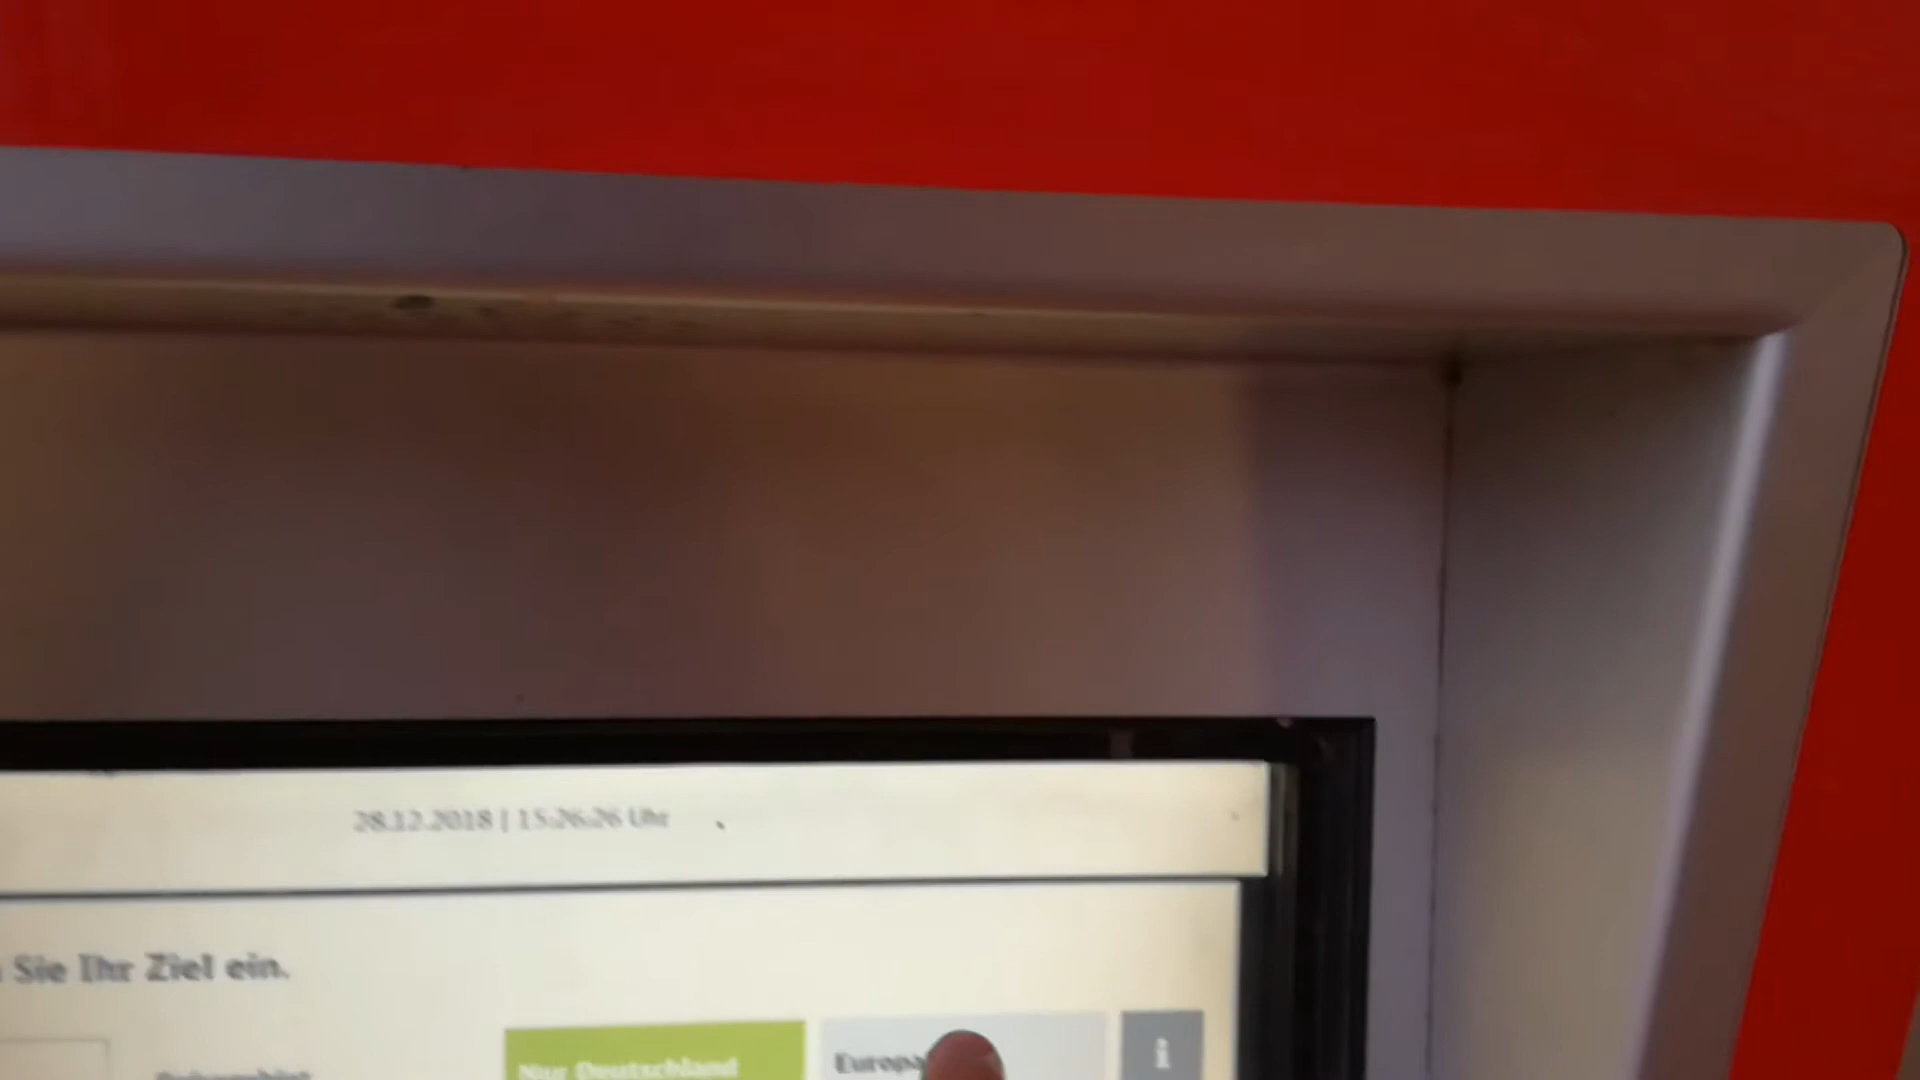 28.12.2018 | 15:26:26 Uhr
Sie Ihr Ziel ein.
Nur Deutschland
Europa
i